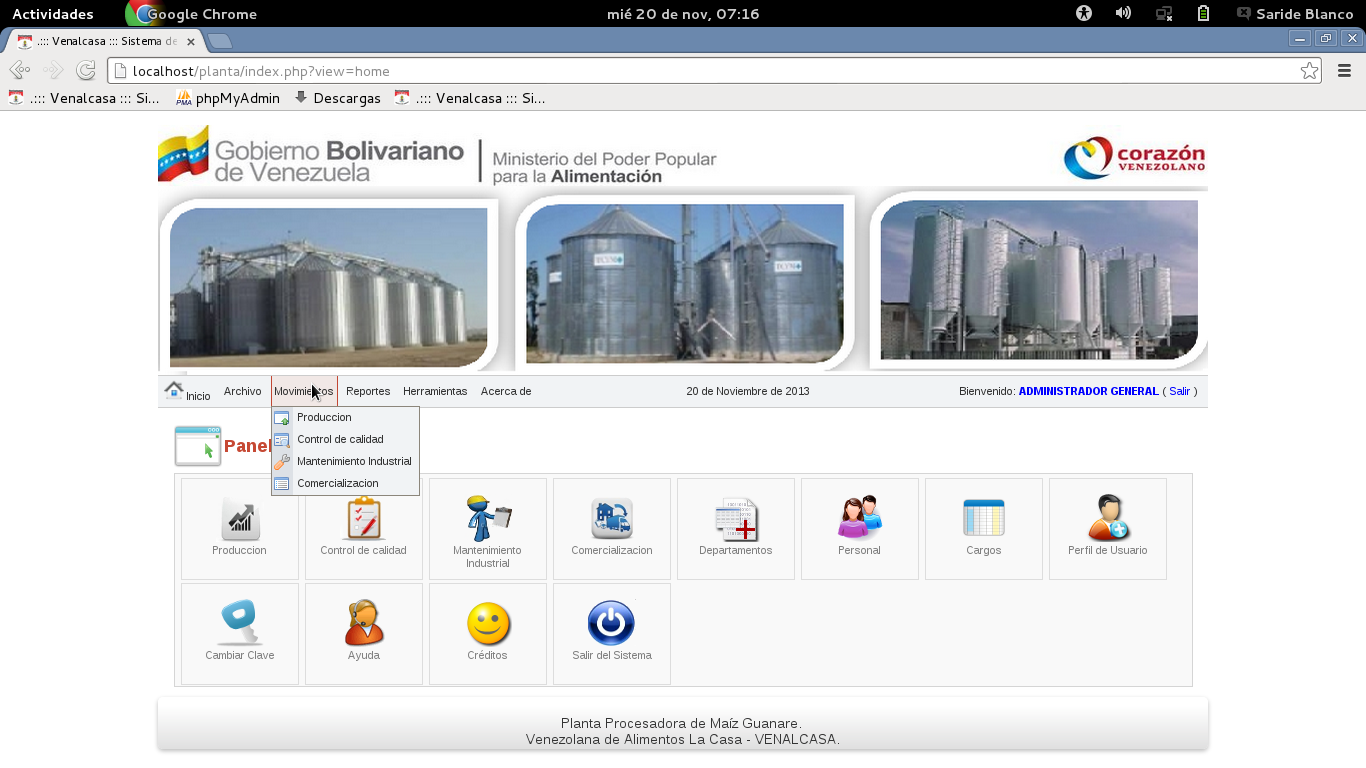 Actividades Google Chrome mié 20 de nov, 07:16 Saride Blanco
.::: Venalcasa ::: Sistema de
localhost/planta/index.php?view=home
.::: Venalcasa ::: Si... phpMyAdmin Descargas .::: Venalcasa ::: Si...
Gobierno Bolivariano
de Venezuela
Ministerio del Poder Popular
para la Alimentación
corazón
VENEZOLANO
Inicio Archivo Movimientos Reportes Herramientas Acerca de 20 de Noviembre de 2013 Bienvenido: ADMINISTRADOR GENERAL ( Salir )
Produccion
Control de calidad
Mantenimiento Industrial
Comercializacion
Panel
Produccion
Control de calidad
Mantenimiento
Industrial
Comercializacion
Departamentos
Personal
Cargos
Perfil de Usuario
Cambiar Clave
Ayuda
Créditos
Salir del Sistema
Planta Procesadora de Maíz Guanare.
Venezolana de Alimentos La Casa - VENALCASA.